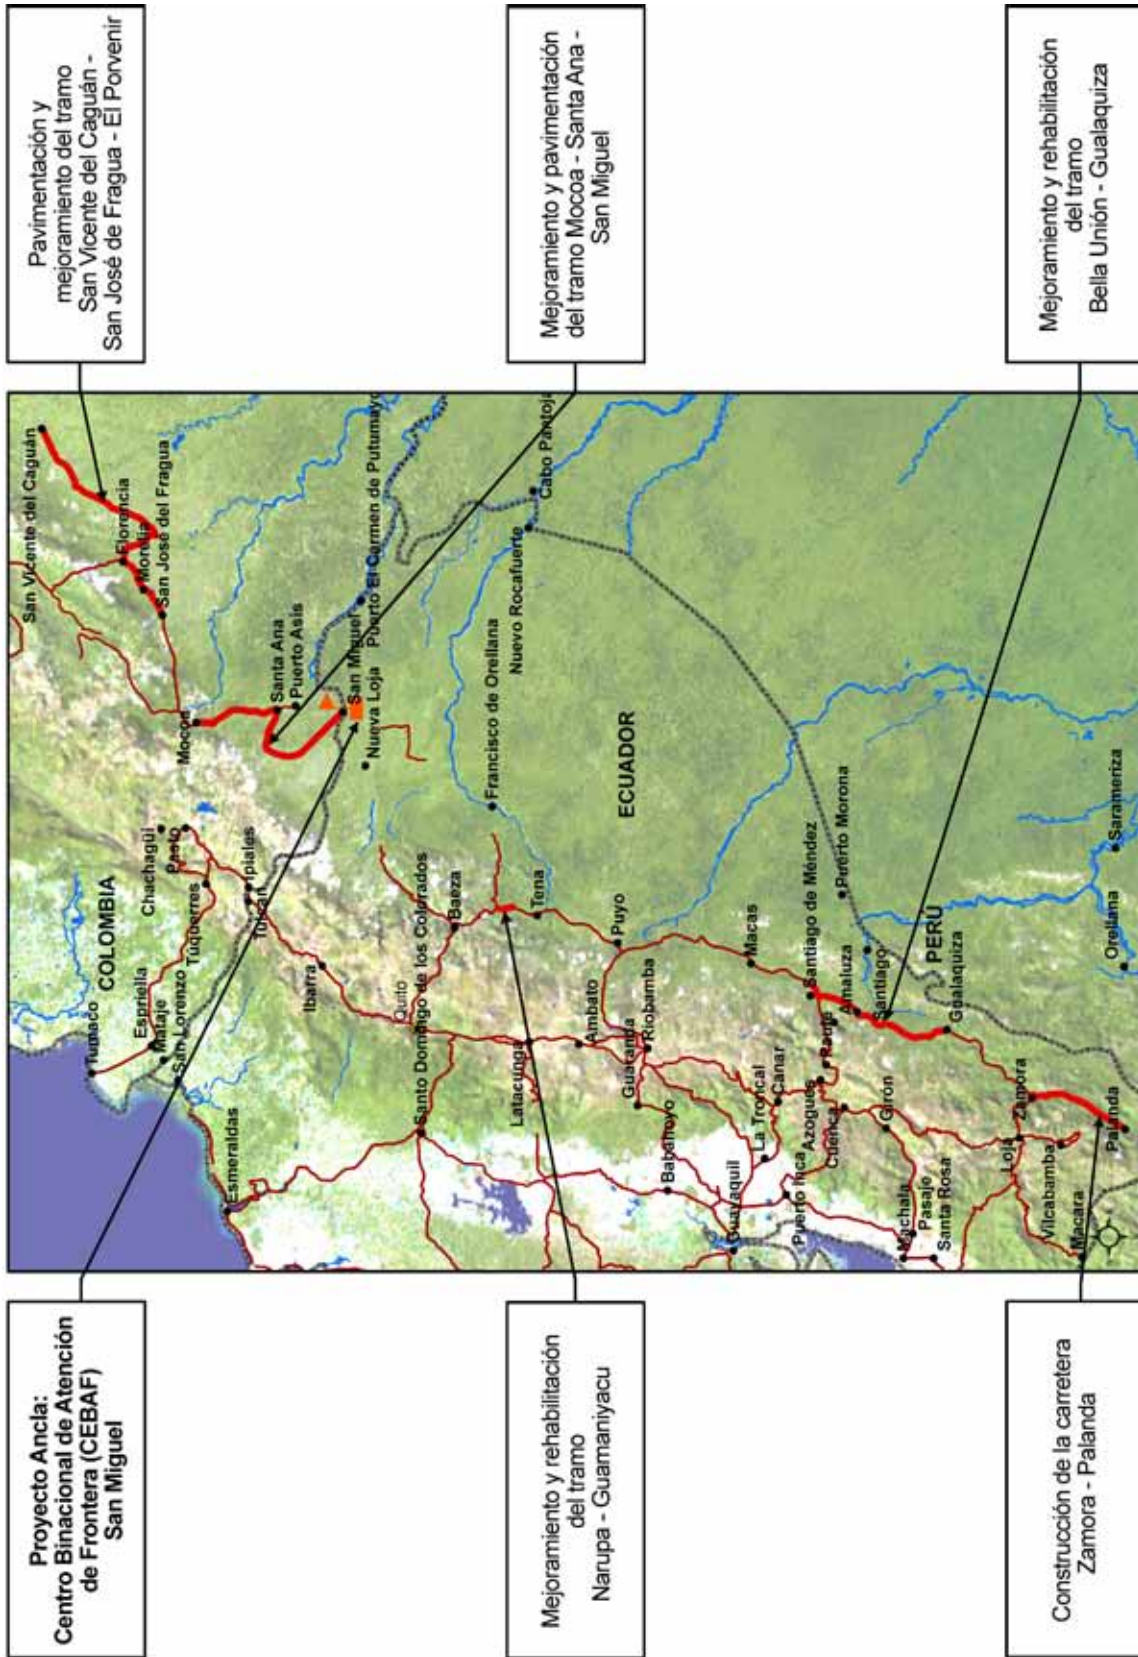 Proyecto Ancla:
Centro Binacional de Atención
de Frontera (CEBAF)
San Miguel
Mejoramiento y rehabilitación
del tramo
Narupa - Guamaniyacu
Construcción de la carretera
Zamora - Palanda
Pavimentación y
mejoramiento del tramo
San Vicente del Caguán -
San José de Fragua - El Porvenir
Mejoramiento y pavimentación
del tramo Mocoa - Santa Ana -
San Miguel
Mejoramiento y rehabilitación
del tramo
Bella Unión - Gualaquiza
San Vicente del Caguán
Florencia
Morelia
San José del Fragua
Mocoa
Santa Ana
Puerto Asis
San Miguel
Puerto El Carmen de Putumayo
Nueva Loja
COLOMBIA
Chachagüí
Pasto
Túquerres
Ipiales
Tulcán
Tumaco
Espriella
Mataje
San Lorenzo
Ibarra
Esmeraldas
Quito
Santo Domingo de los Colorados
Baeza
Francisco de Orellana
Nuevo Rocafuerte
Cabo Pantoja
Latacunga
Tena
ECUADOR
Ambato
Puyo
Guaranda
Riobamba
Babahoyo
Macas
Guayaquil
La Troncal
Canar
Puerto Inca
Azogues
Cuenca
Paute
Santiago de Méndez
Puerto Morona
Amaluza
Santiago
Girón
PERU
Gualaquiza
Machala
Pasaje
Santa Rosa
Loja
Zamora
Vilcabamba
Macara
Palanda
Sarameriza
Orellana